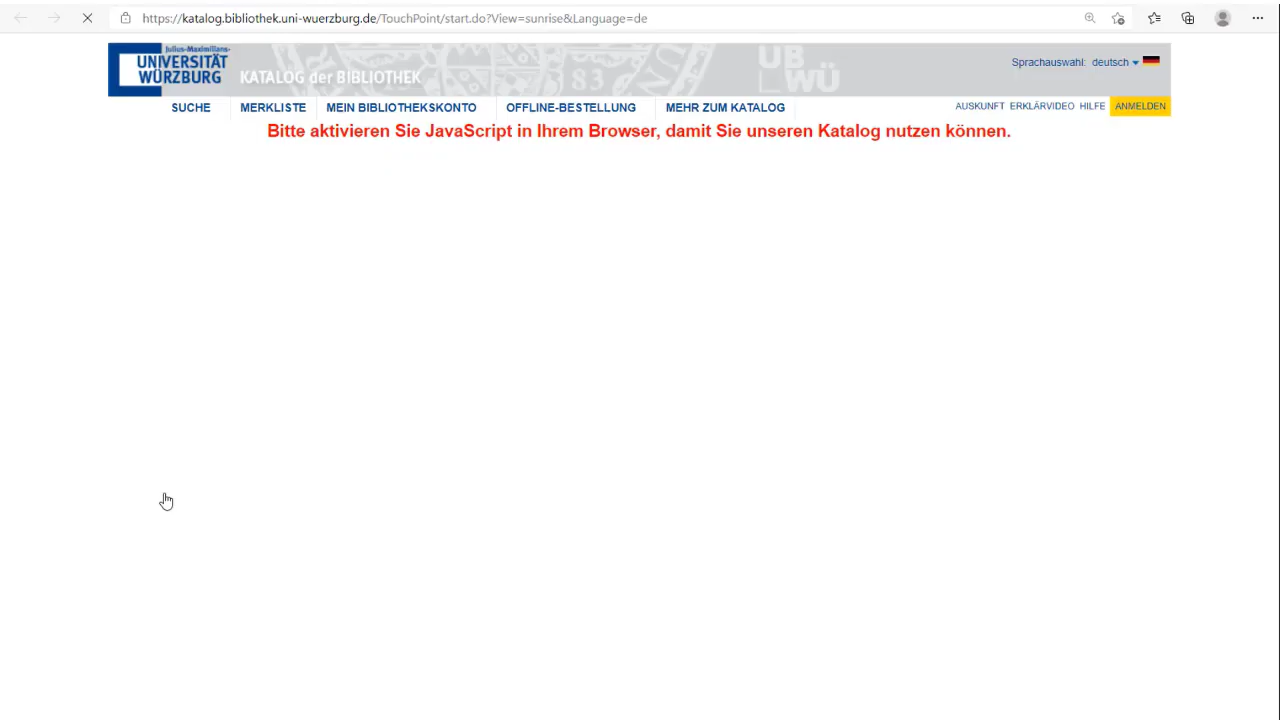 https://katalog.bibliothek.uni-wuerzburg.de/TouchPoint/start.do?View=sunrise&Language=de
Julius-Maximilians-
UNIVERSITÄT
WÜRZBURG
KATALOG der BIBLIOTHEK
83
UB
WÜ
Sprachauswahl: deutsch
SUCHE MERKLISTE MEIN BIBLIOTHEKSKONTO OFFLINE-BESTELLUNG MEHR ZUM KATALOG AUSKUNFT ERKLÄRVIDEO HILFE ANMELDEN
Bitte aktivieren Sie JavaScript in Ihrem Browser, damit Sie unseren Katalog nutzen können.